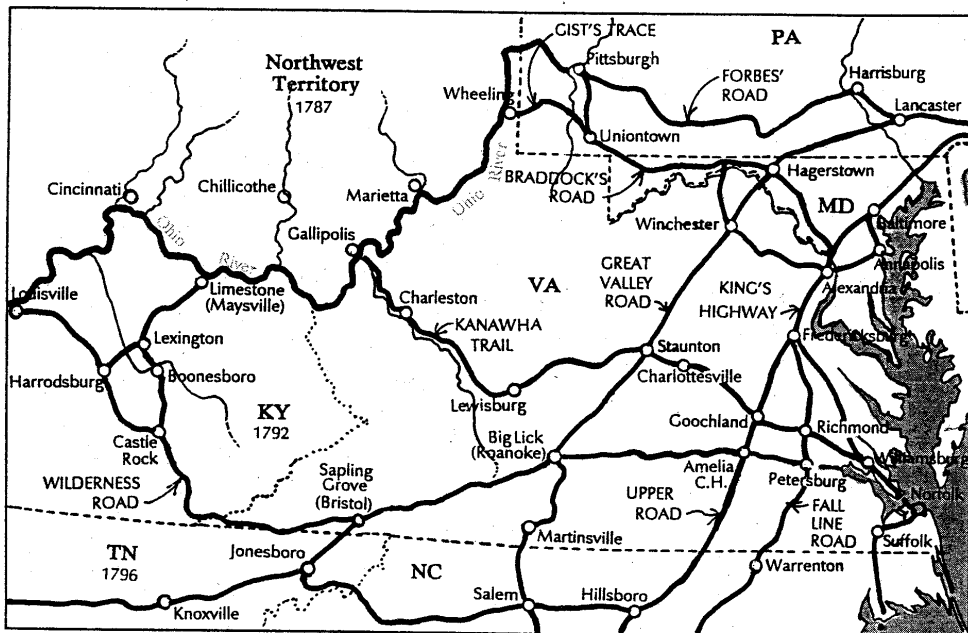 GIST'S TRACE
PA
Pittsburgh
Northwest
Territory
1787
FORBES'
ROAD
Harrisburg
Wheeling
Lancaster
Uniontown
Ohio River
BRADDOCK'S
ROAD
Hagerstown
Cincinnati
Chillicothe
Marietta
MD
Baltimore
Winchester
Gallipolis
Ohio
River
Annapolis
Alexandria
Louisville
Limestone
(Maysville)
VA
GREAT
VALLEY
ROAD
KING'S
HIGHWAY
Charleston
KANAWHA
TRAIL
Fredericksburg
Lexington
Staunton
Charlottesville
Harrodsburg
Boonesboro
Lewisburg
KY
1792
Goochland
Richmond
Castle
Rock
Big Lick
(Roanoke)
Williamsburg
Amelia
C.H.
Petersburg
WILDERNESS
ROAD
Sapling
Grove
(Bristol)
UPPER
ROAD
FALL
LINE
ROAD
Norfolk
Suffolk
Martinsville
TN
1796
Jonesboro
NC
Warrenton
Knoxville
Salem
Hillsboro